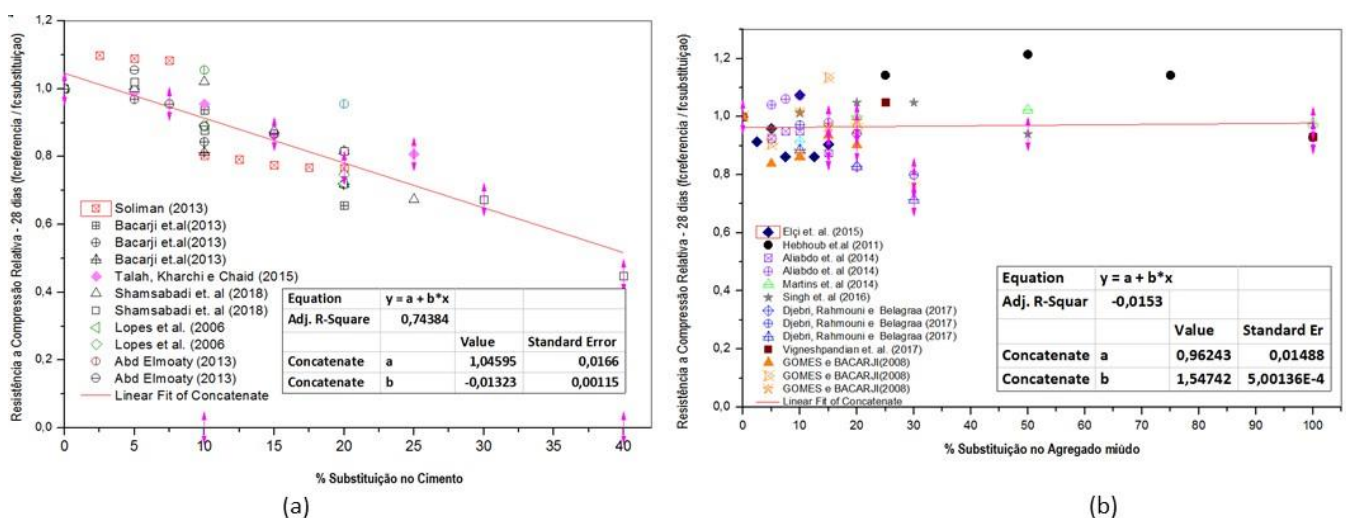 1,2
1,0
0,8
0,6
0,4
0,2
0,0
Resistência a Compressão Relativa - 28 dias (fcreferencia / fcsubstituiçao)
Soliman (2013)
Bacarji et.al(2013)
Bacarji et.al(2013)
Bacarji et.al(2013)
Talah, Kharchi e Chaid (2015)
Shamsabadi et. al (2018)
Shamsabadi et. al (2018)
Lopes et al. (2006
Lopes et al. (2006
Abd Elmoaty (2013)
Abd Elmoaty (2013)
Linear Fit of Concatenate
Equation y = a + b*x
Adj. R-Square 0,74384
Value Standard Error
Concatenate a 1,04595 0,0166
Concatenate b -0,01323 0,00115
0 5 10 15 20 25 30 35 40
% Substituição no Cimento
(a)
1,2
1,0
0,8
0,6
0,4
0,2
0,0
Resistência a Compressão Relativa - 28 dias (fcreferencia / fcsubstituiçao)
Elçi et. al. (2015)
Hebhoub et.al (2011)
Aliabdo et. al (2014)
Aliabdo et. al (2014)
Martins et. al (2014)
Singh et. al (2016)
Djebri, Rahmouni e Belagraa (2017)
Djebri, Rahmouni e Belagraa (2017)
Djebri, Rahmouni e Belagraa (2017)
Vigneshpandian et. al. (2017)
GOMES e BACARJI(2008)
GOMES e BACARJI(2008)
GOMES e BACARJI(2008)
Linear Fit of Concatenate
Equation y = a + b*x
Adj. R-Squar -0,0153
Value Standard Er
Concatenate a 0,96243 0,01488
Concatenate b 1,54742 5,00136E-4
0 10 20 30 40 50 60 70 80 90 100
% Substituição no Agregado miúdo
(b)